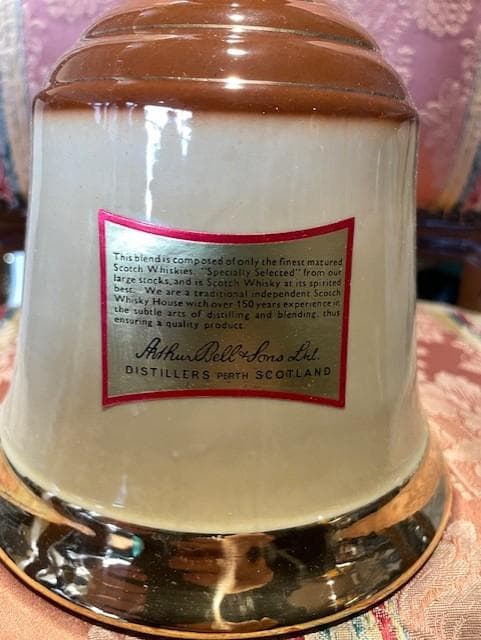 This blend is composed of only the finest matured
Scotch Whiskies. "Specially Selected" from our
large stocks, and is Scotch Whisky at its spirited
best. We are a traditional independent Scotch
Whisky House with over 150 years experience in
the subtle arts of distilling and blending, thus
ensuring a quality product.
Arthur Bell & Sons Ltd.
DISTILLERS PERTH SCOTLAND